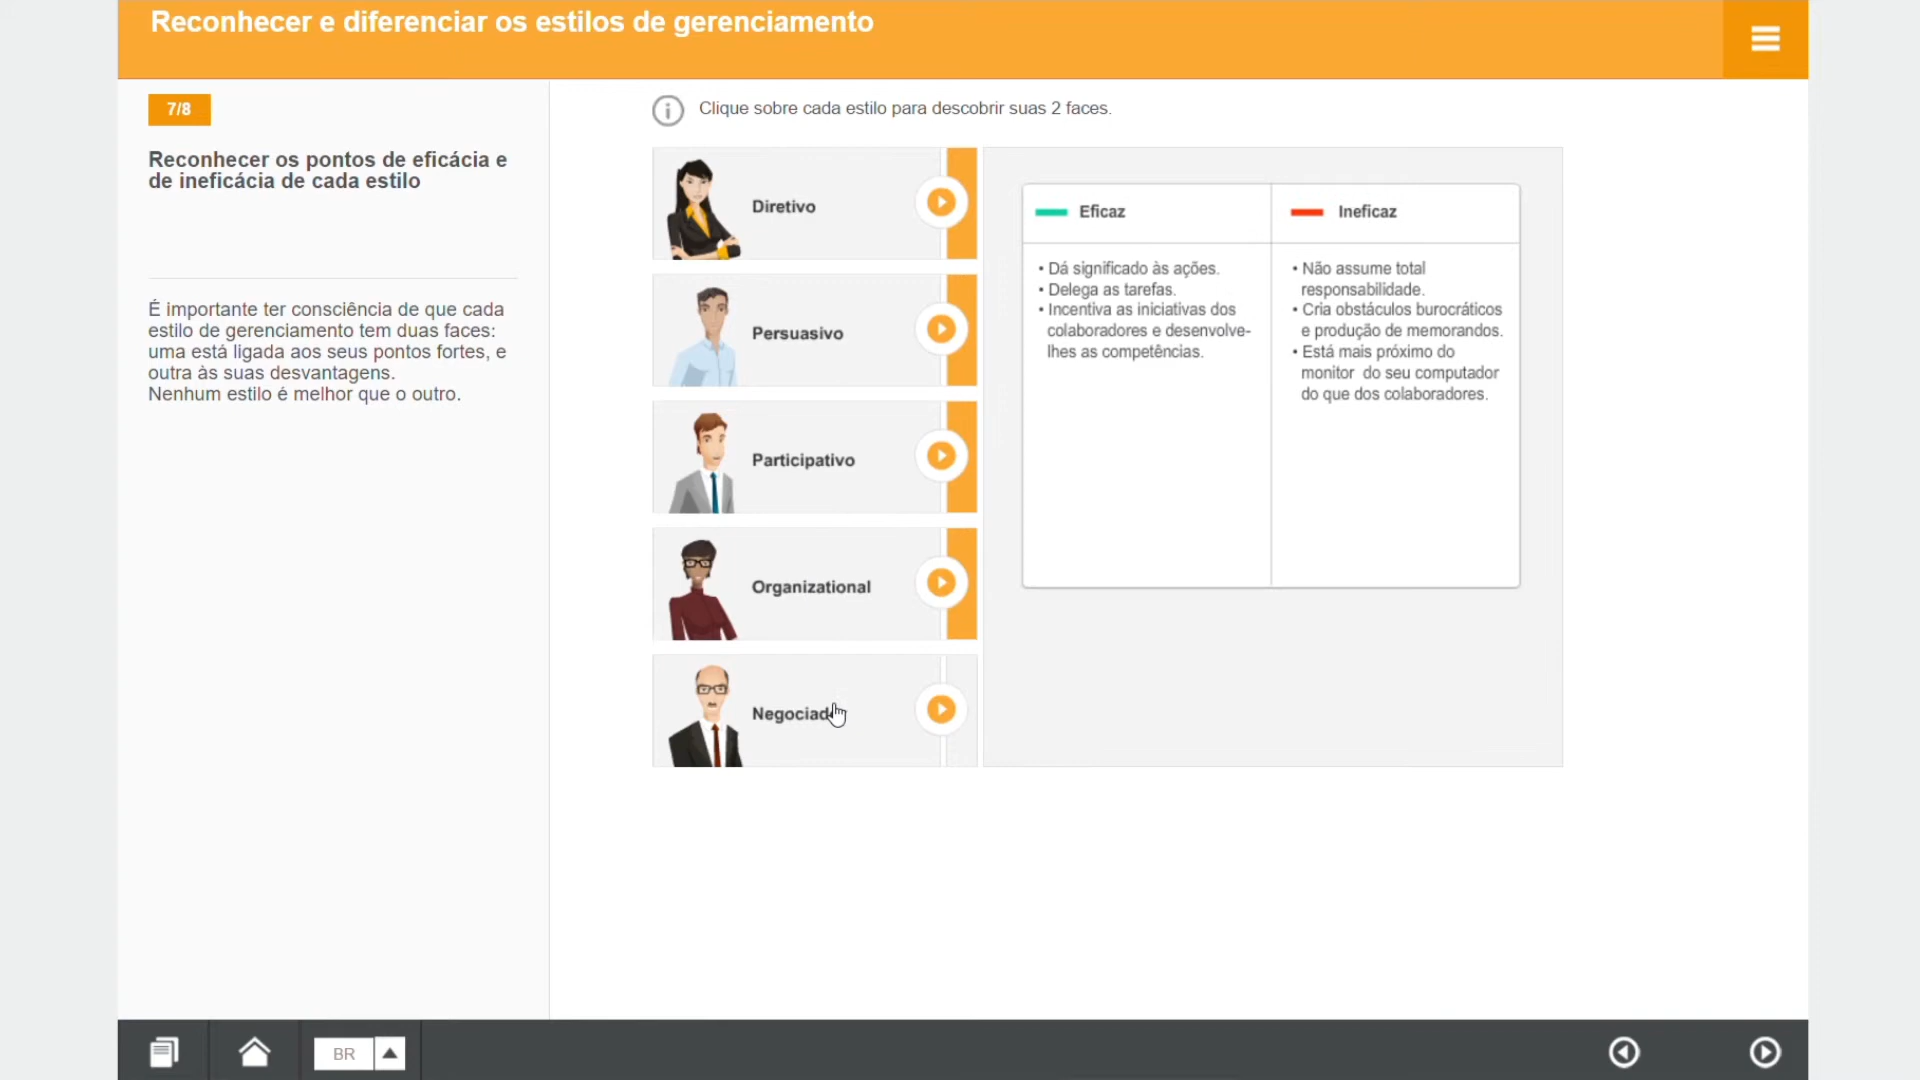 Reconhecer e diferenciar os estilos de gerenciamento
7/8
Reconhecer os pontos de eficácia e
de ineficácia de cada estilo
É importante ter consciência de que cada
estilo de gerenciamento tem duas faces:
uma está ligada aos seus pontos fortes, e
outra às suas desvantagens.
Nenhum estilo é melhor que o outro.
Clique sobre cada estilo para descobrir suas 2 faces.
Diretivo
Persuasivo
Participativo
Organizational
Eficaz
• Dá significado às ações.
• Delega as tarefas.
• Incentiva as iniciativas dos
colaboradores e desenvolve-
lhes as competências.
Ineficaz
• Não assume total
responsabilidade.
• Cria obstáculos burocráticos
e produção de memorandos.
• Está mais próximo do
monitor do seu computador
do que dos colaboradores.
BR